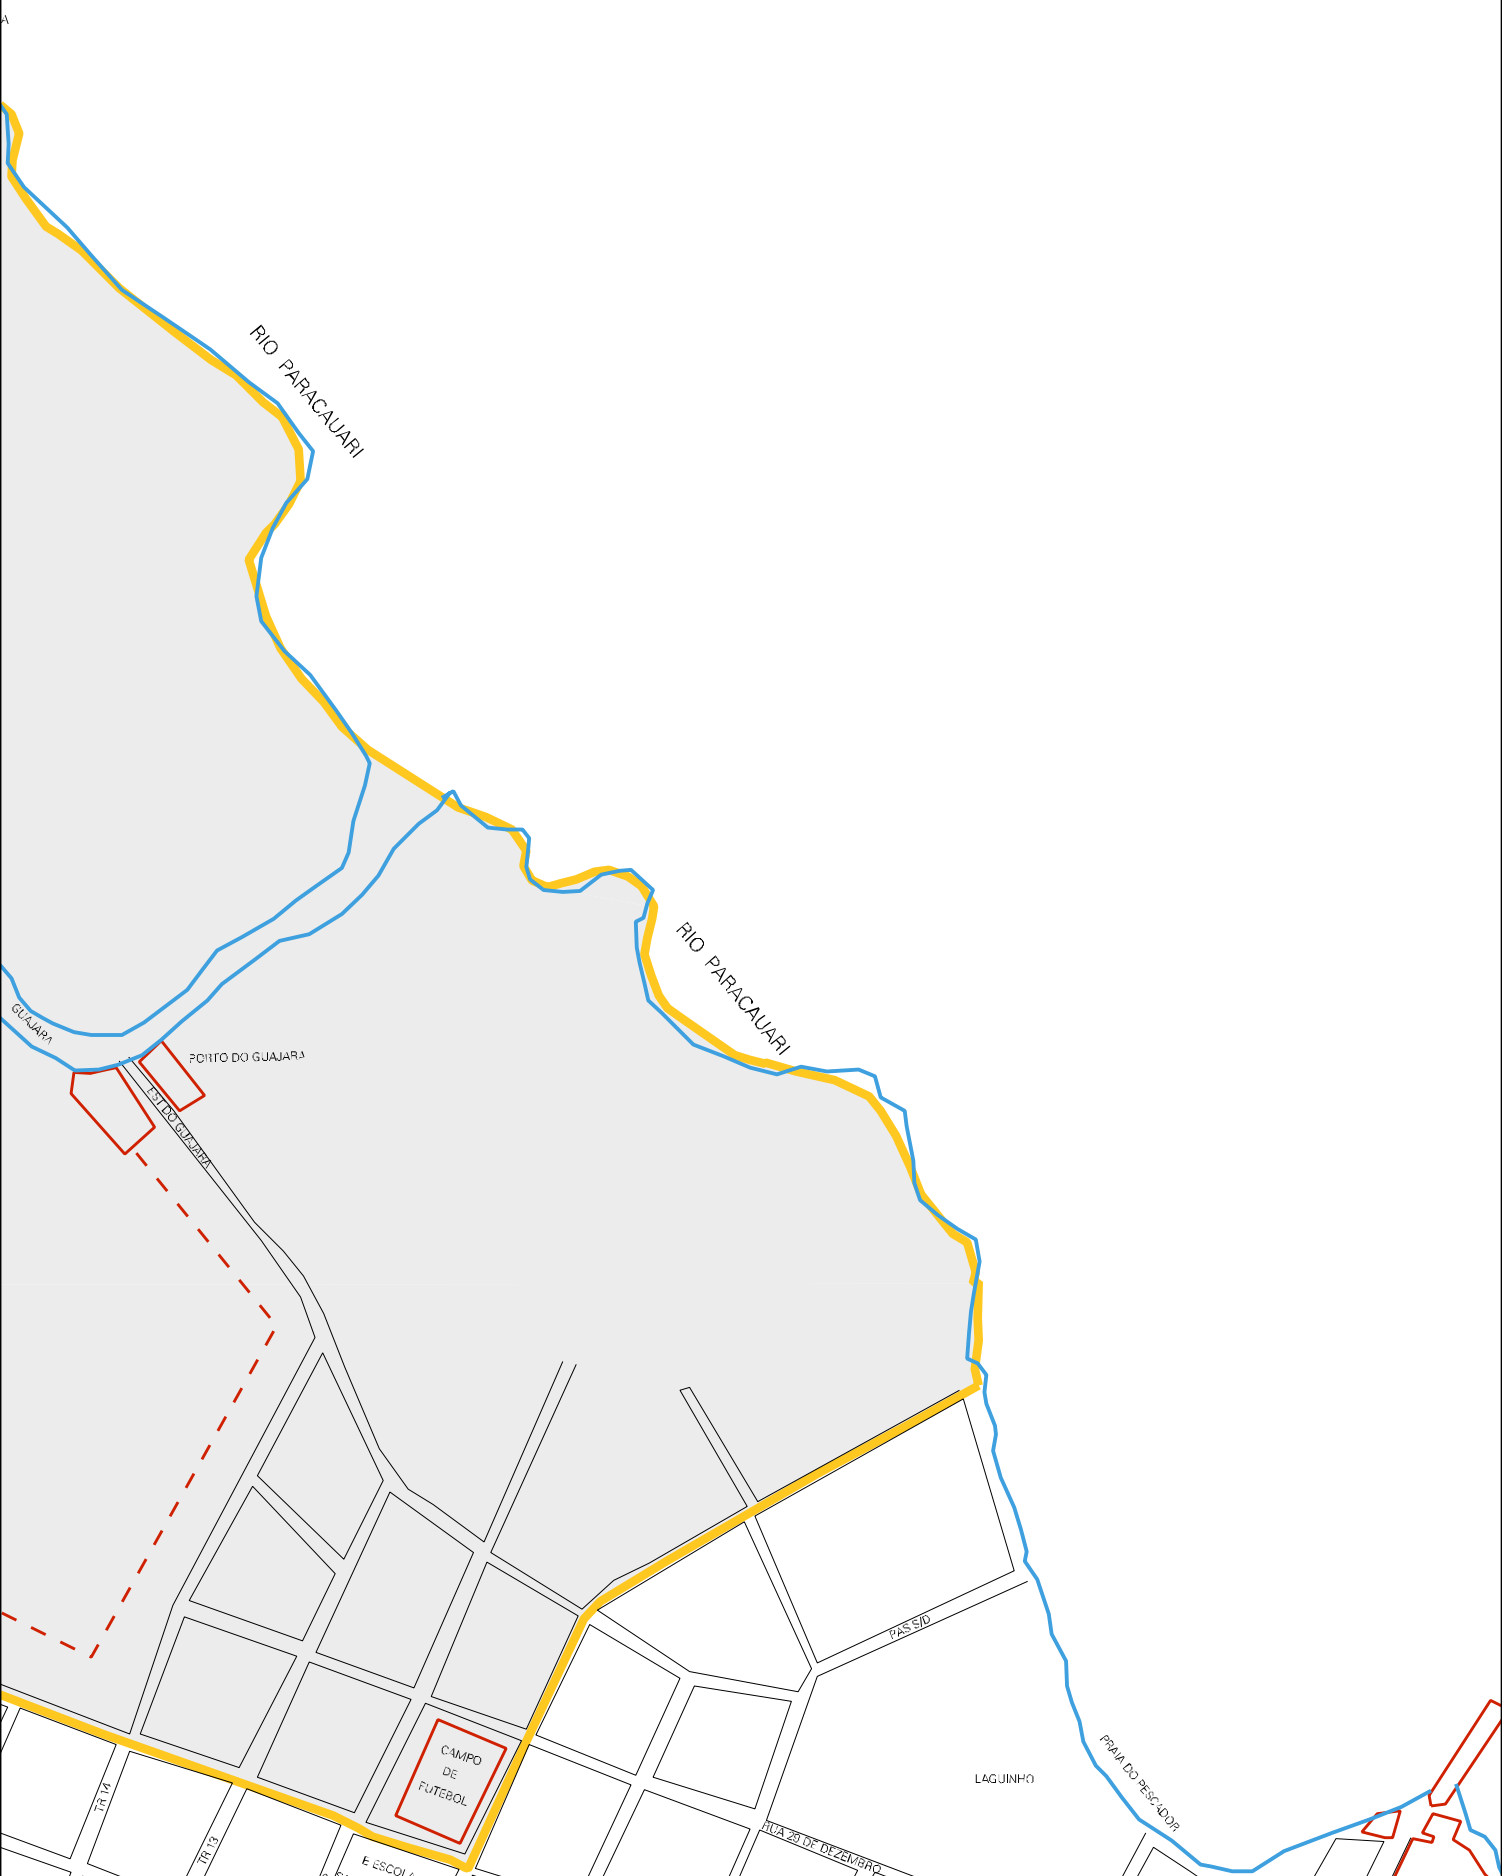 RIO PARACAUARI
RIO PARACAUARI
GUAJARA
PORTO DO GUAJARA
EST DO GUAJARA
PAS S/D
CAMPO
DE
FUTEBOL
LAGUINHO
PRAIA DO PESCADOR
TR 14
TR 13
RUA 29 DE DEZEMBRO
E ESCOLA